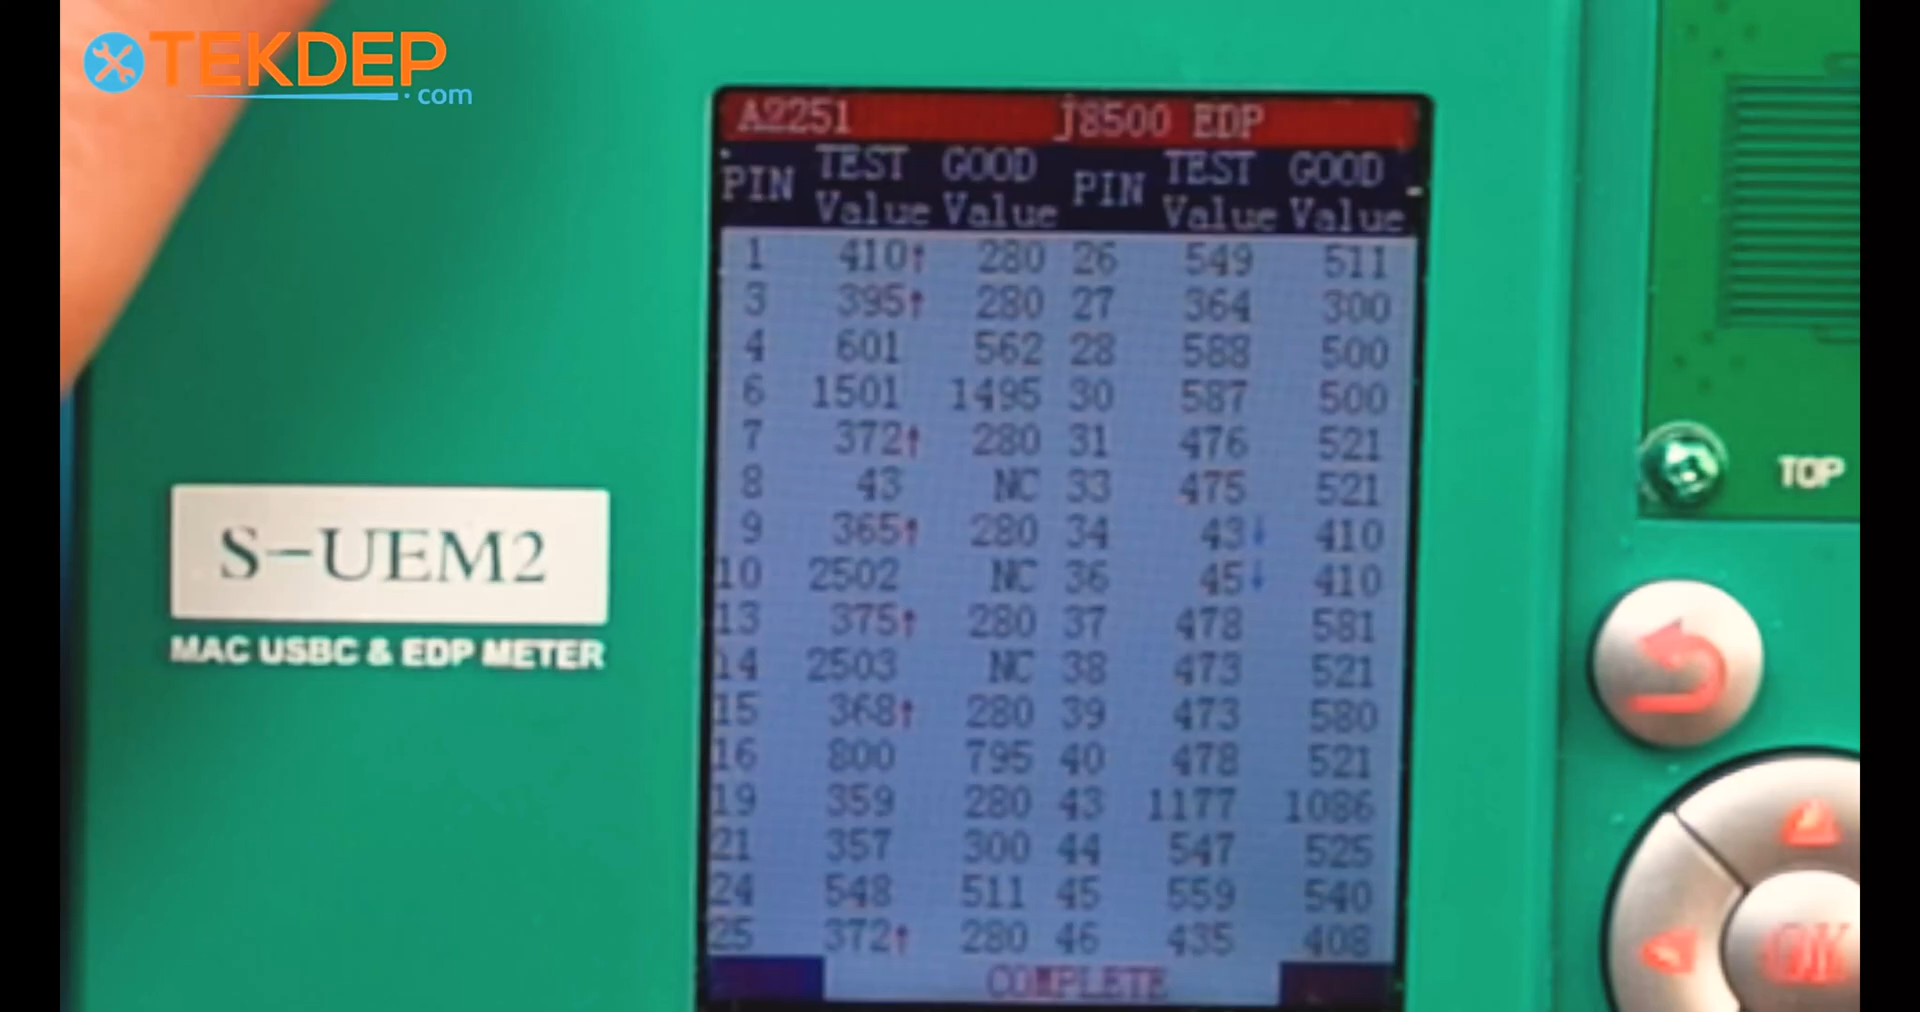 TEKDEP
.com
A2251 J8500 EDP
PIN TEST Value GOOD Value PIN TEST Value GOOD Value
1 410↑ 280 26 549 511
3 395↑ 280 27 364 300
4 601 562 28 588 500
6 1501 1495 30 587 500
7 372↑ 280 31 476 521
8 43 NC 33 475 521
9 365↑ 280 34 43↓ 410
10 2502 NC 36 45↓ 410
13 375↑ 280 37 478 581
14 2503 NC 38 473 521
15 368↑ 280 39 473 580
16 800 795 40 478 521
19 359 280 43 1177 1086
21 357 300 44 547 525
24 548 511 45 559 540
25 372↑ 280 46 435 408
COMPLETE
S-UEM2
MAC USBC & EDP METER
TOP
OK